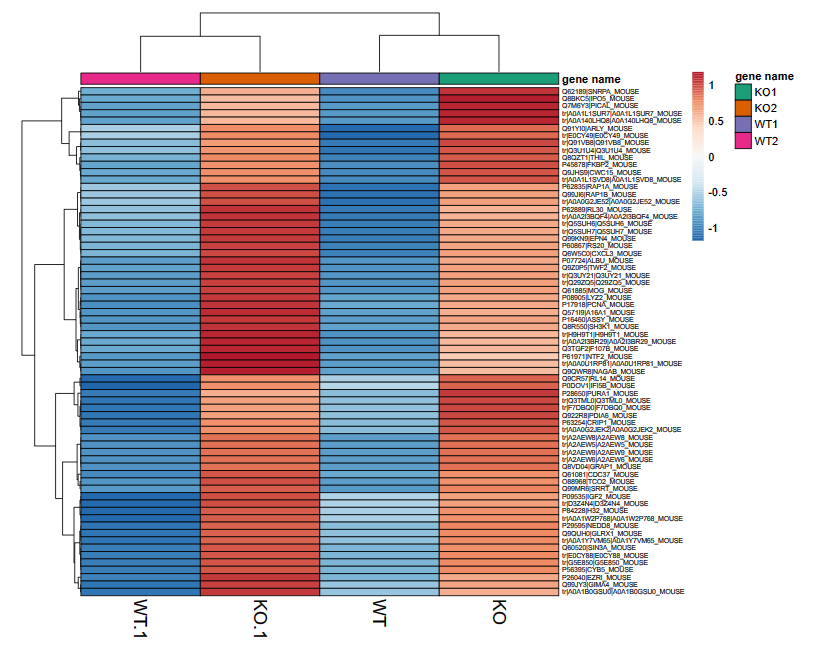 gene name
Q62189|SNRPA_MOUSE
Q8BKC5|IPO5_MOUSE
Q7M6Y3|PICAL_MOUSE
tr|A0A1L1SUR7|A0A1L1SUR7_MOUSE
tr|A0A140LHQ8|A0A140LHQ8_MOUSE
Q91YI0|ARLY_MOUSE
tr|E0CY49|E0CY49_MOUSE
tr|Q91VB8|Q91VB8_MOUSE
tr|Q3U1U4|Q3U1U4_MOUSE
Q8QZT1|THIL_MOUSE
P45878|FKBP2_MOUSE
Q9JHS9|CWC15_MOUSE
tr|A0A1L1SVD8|A0A1L1SVD8_MOUSE
P62835|RAP1A_MOUSE
Q99JI6|RAP1B_MOUSE
tr|A0A0G2JE52|A0A0G2JE52_MOUSE
P62889|RL30_MOUSE
tr|A0A2I3BQF4|A0A2I3BQF4_MOUSE
tr|Q5SUH6|Q5SUH6_MOUSE
tr|Q5SUH7|Q5SUH7_MOUSE
Q99KN9|EPN4_MOUSE
P60867|RS20_MOUSE
Q6W5C0|CXCL3_MOUSE
P07724|ALBU_MOUSE
Q9Z0P5|TWF2_MOUSE
tr|Q3UY21|Q3UY21_MOUSE
tr|Q29ZQ5|Q29ZQ5_MOUSE
Q61885|MOG_MOUSE
P08905|LYZ2_MOUSE
P17918|PCNA_MOUSE
Q571I9|A16A1_MOUSE
P16460|ASSY_MOUSE
Q8R550|SH3K1_MOUSE
tr|H9H9T1|H9H9T1_MOUSE
tr|A0A2I3BR29|A0A2I3BR29_MOUSE
Q3TGF2|F107B_MOUSE
P61971|NTF2_MOUSE
tr|A0A0U1RP81|A0A0U1RP81_MOUSE
Q9QWR8|NAGAB_MOUSE
Q9CR57|RL14_MOUSE
P0DOV1|IFI5B_MOUSE
P28650|PURA1_MOUSE
tr|Q3TML0|Q3TML0_MOUSE
tr|F7DBQ0|F7DBQ0_MOUSE
Q922R8|PDIA6_MOUSE
P63254|CRIP1_MOUSE
tr|A0A0G2JEK2|A0A0G2JEK2_MOUSE
tr|A2AEW8|A2AEW8_MOUSE
tr|A2AEW5|A2AEW5_MOUSE
tr|A2AEW9|A2AEW9_MOUSE
tr|A2AEW6|A2AEW6_MOUSE
Q8VD04|GRAP1_MOUSE
Q61081|CDC37_MOUSE
O88968|TCO2_MOUSE
Q99MR6|SRRT_MOUSE
P09535|IGF2_MOUSE
tr|D3Z4N4|D3Z4N4_MOUSE
P84228|H32_MOUSE
tr|A0A1W2P768|A0A1W2P768_MOUSE
P29595|NEDD8_MOUSE
Q9QUH0|GLRX1_MOUSE
tr|A0A1Y7VM65|A0A1Y7VM65_MOUSE
Q60520|SIN3A_MOUSE
tr|E0CY88|E0CY88_MOUSE
tr|G5E850|G5E850_MOUSE
P56395|CYB5_MOUSE
P26040|EZRI_MOUSE
Q99JY3|GIMA4_MOUSE
tr|A0A1B0GSU0|A0A1B0GSU0_MOUSE
WT.1
KO.1
WT
KO
1
0.5
0
-0.5
-1
gene name
KO1
KO2
WT1
WT2